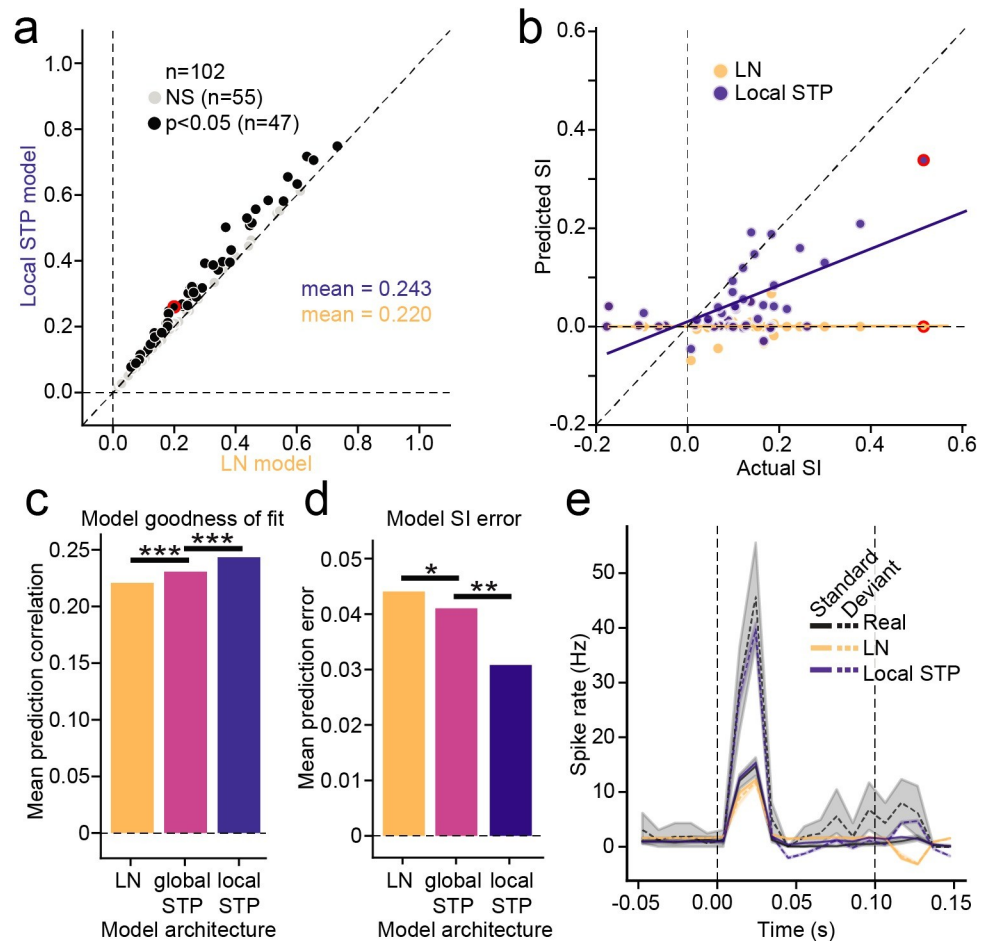 a
1.0
0.8
0.6
0.4
0.2
0.0
Local STP model
n=102
NS (n=55)
p<0.05 (n=47)
mean = 0.243
mean = 0.220
0.0 0.2 0.4 0.6 0.8 1.0
LN model
b
0.6
0.4
0.2
0.0
-0.2
Predicted SI
LN
Local STP
-0.2 0.0 0.2 0.4 0.6
Actual SI
c
Model goodness of fit
*** ***
0.25
0.20
0.15
0.10
0.05
0
Mean prediction correlation
LN global local
STP STP
Model architecture
d
Model SI error
* **
0.05
0.04
0.03
0.02
0.01
0
Mean prediction error
LN global local
STP STP
Model architecture
e
50
40
30
20
10
0
Spike rate (Hz)
Standard
Deviant
Real
LN
Local STP
-0.05 0.00 0.05 0.10 0.15
Time (s)